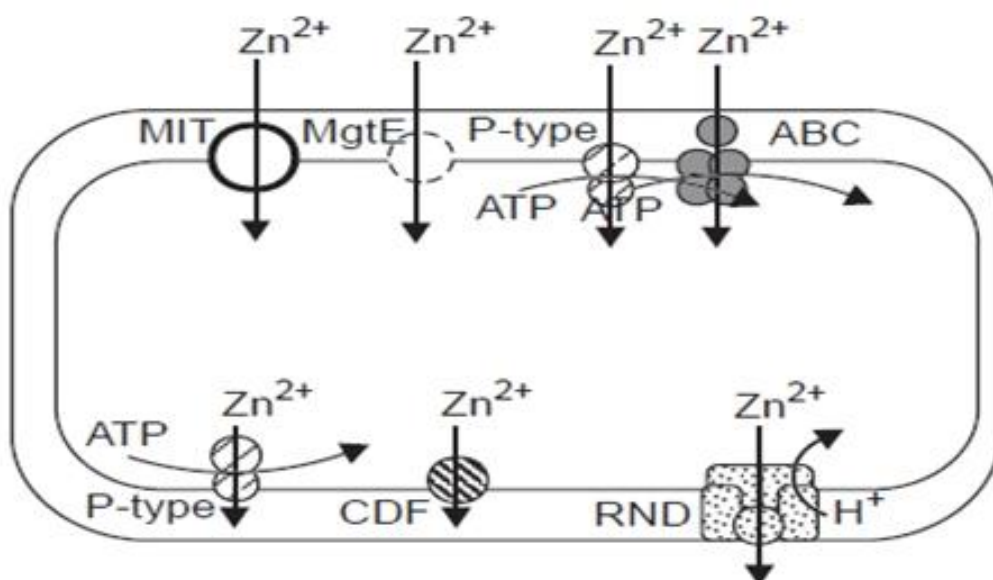 Zn²⁺ Zn²⁺ Zn²⁺ Zn²⁺
MIT MgtE P-type ABC
ATP ATP
Zn²⁺ Zn²⁺ Zn²⁺
ATP
P-type CDF RND H⁺